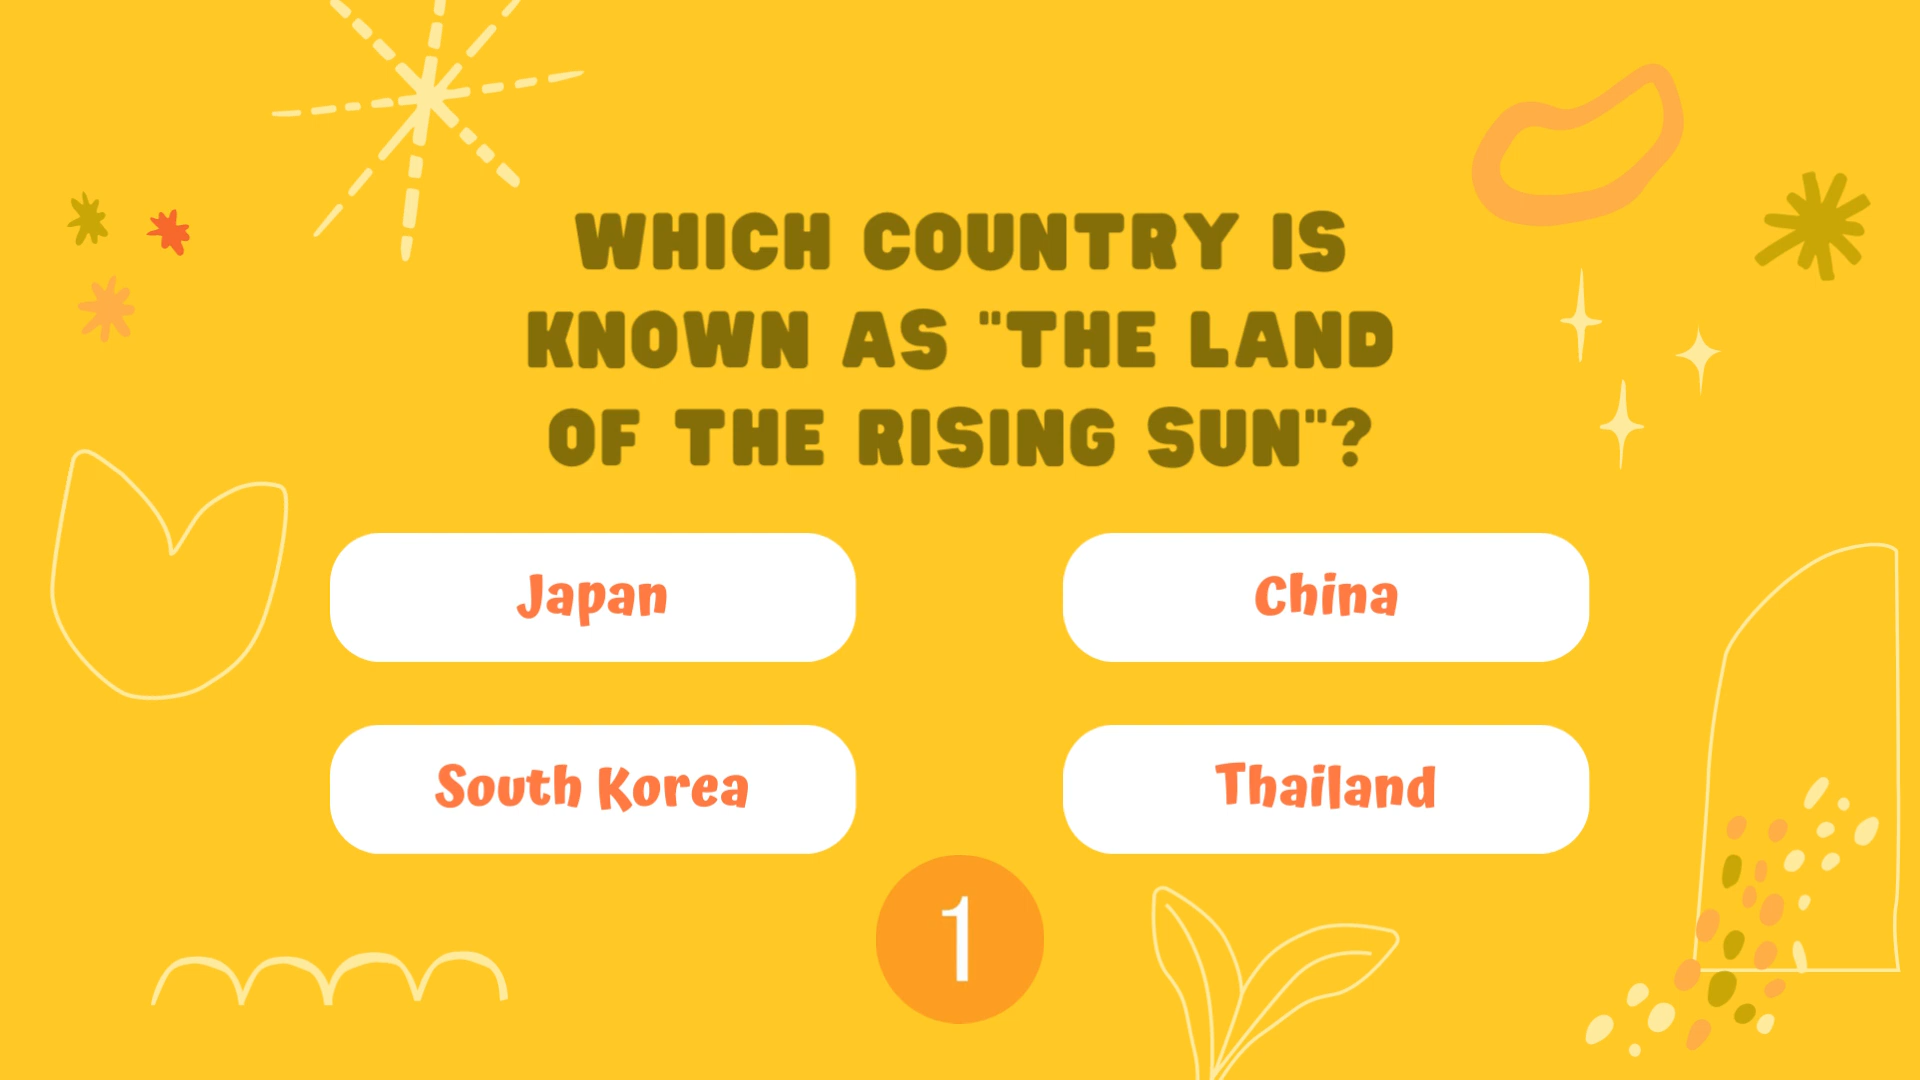 WHICH COUNTRY IS
KNOWN AS "THE LAND
OF THE RISING SUN"?
Japan
China
South Korea
Thailand
1